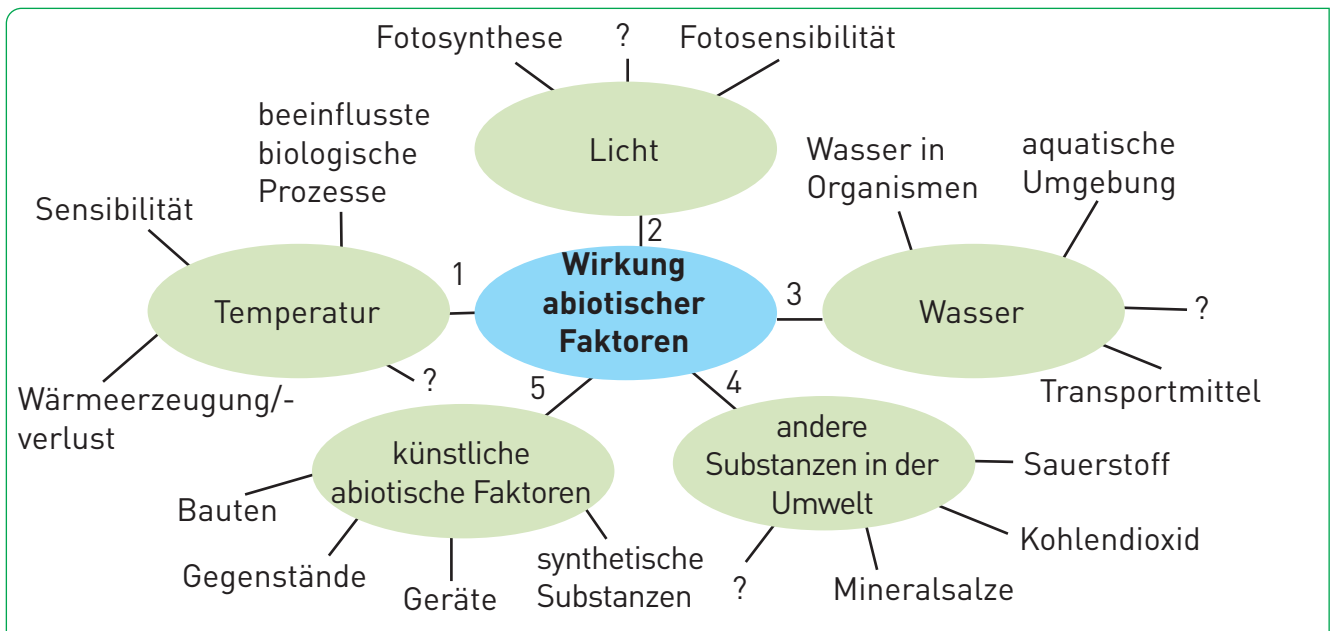 Fotosynthese
?
Fotosensibilität
Licht
2
beeinflusste
biologische
Prozesse
Sensibilität
Temperatur
1
Wärmeerzeugung/-
verlust
?
Wirkung
abiotischer
Faktoren
Wasser in
Organismen
aquatische
Umgebung
3
Wasser
?
Transportmittel
5
künstliche
abiotische Faktoren
Bauten
Gegenstände
Geräte
synthetische
Substanzen
4
andere
Substanzen in der
Umwelt
Sauerstoff
Kohlendioxid
Mineralsalze
?